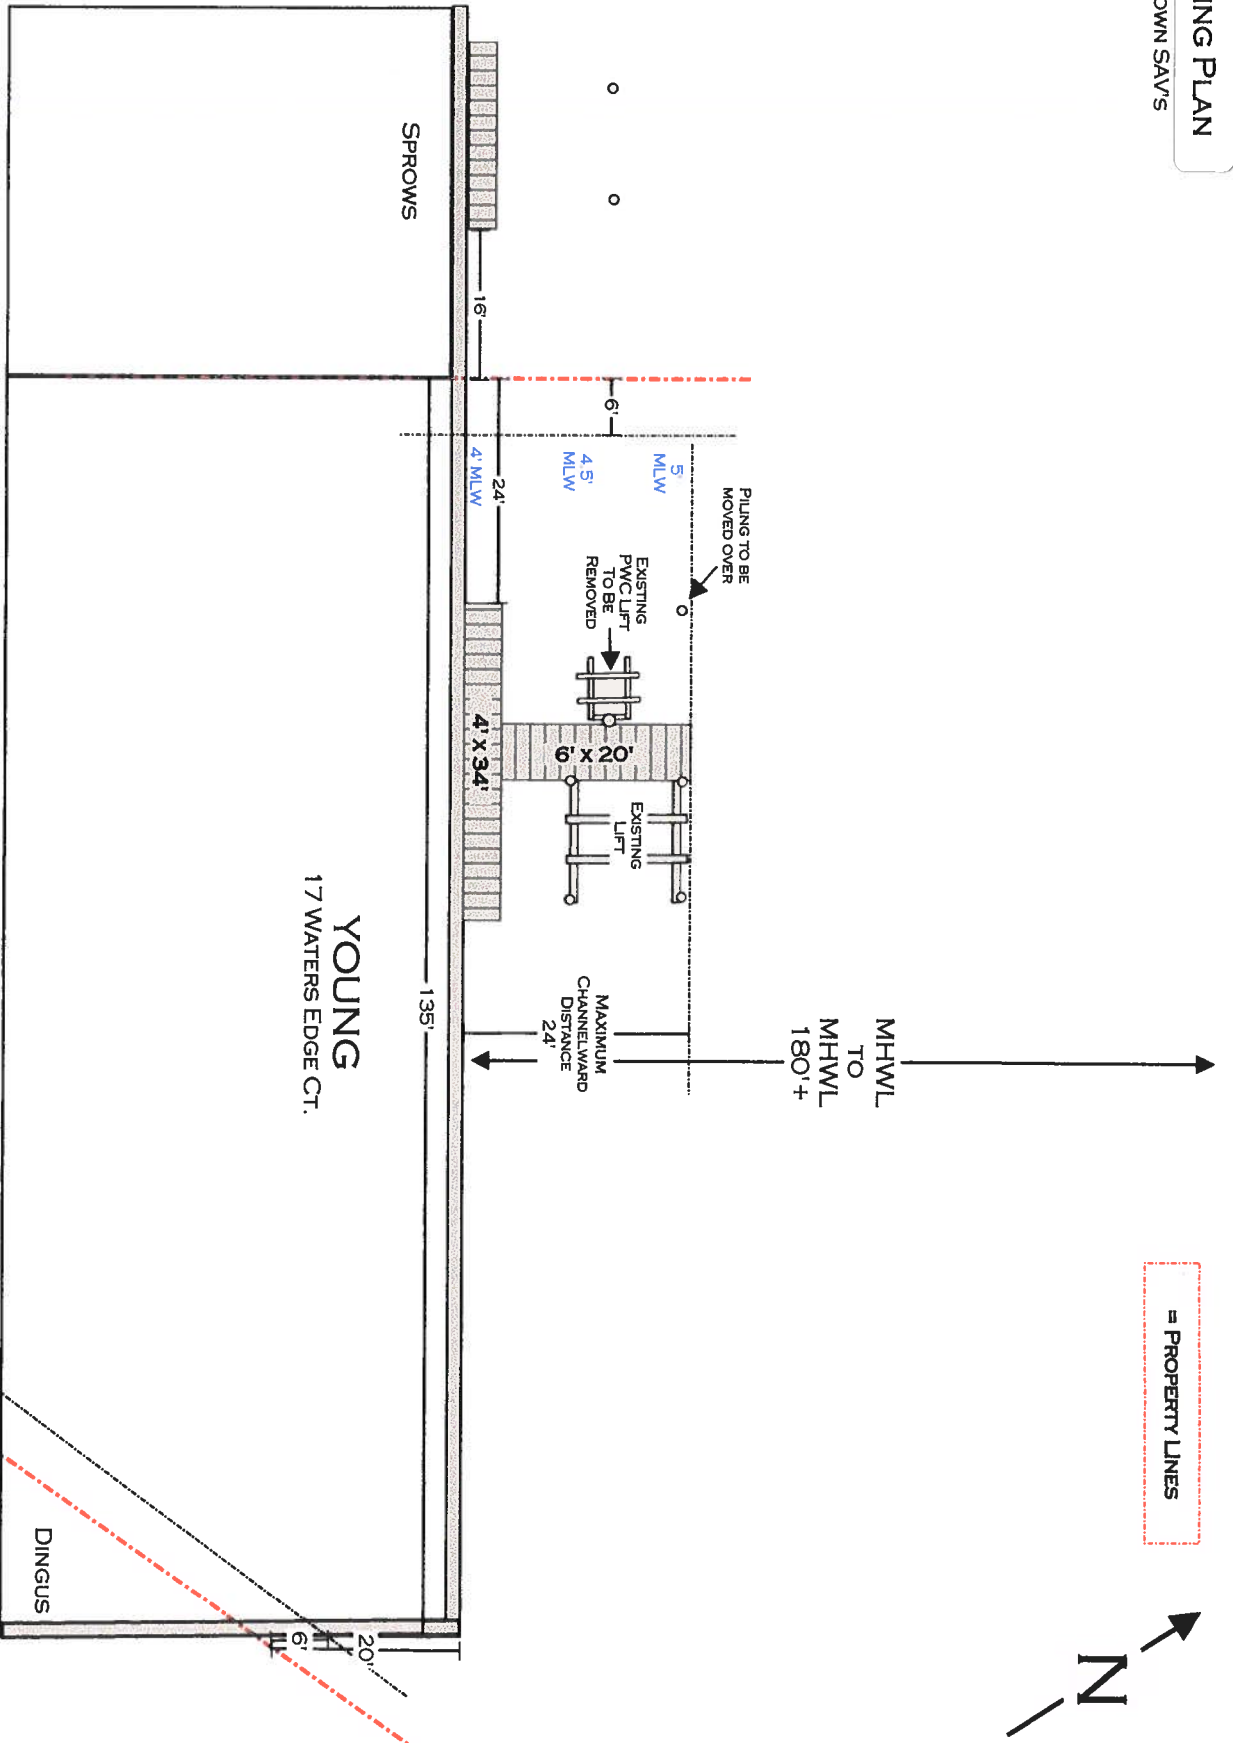 ING PLAN
OWN SAV'S
SPROWS
16'
6'
24'
4' MLW
4.5'
MLW
5'
MLW
PILING TO BE
MOVED OVER
EXISTING
PWC LIFT
TO BE
REMOVED
4' X 34'
6' X 20'
EXISTING
LIFT
YOUNG
17 WATERS EDGE CT.
135'
MAXIMUM
CHANNELWARD
DISTANCE
24'
MHWL
TO
MHWL
180'+
= PROPERTY LINES
DINGUS
6'
20'
N